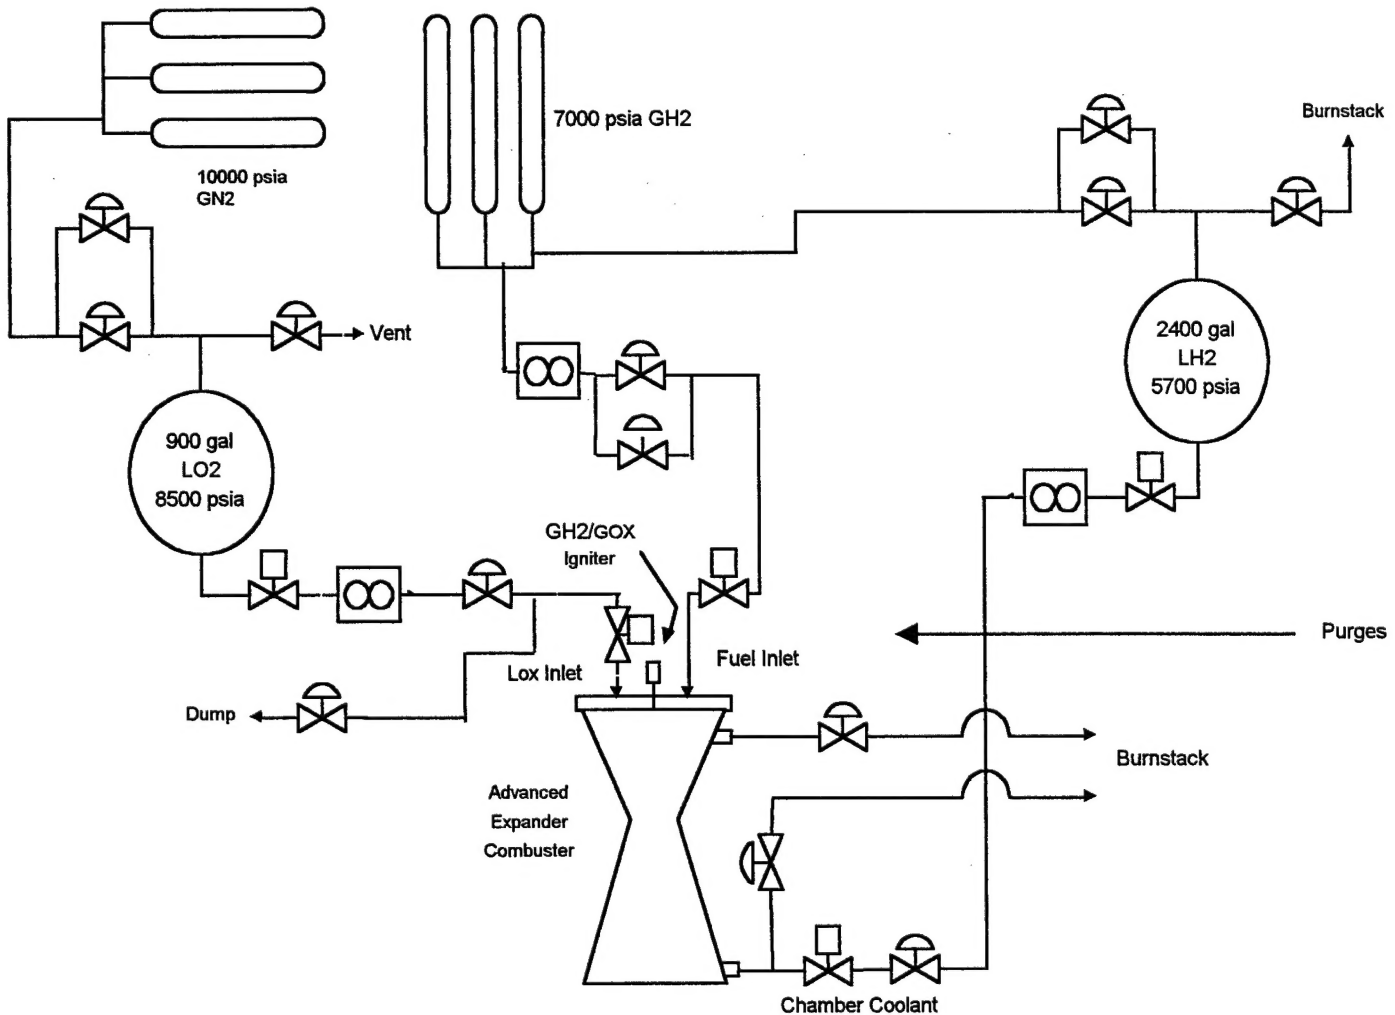 10000 psia
GN2
7000 psia GH2
Burnstack
Vent
2400 gal
LH2
5700 psia
900 gal
LO2
8500 psia
GH2/GOX
Igniter
Purges
Lox Inlet
Fuel Inlet
Dump
Burnstack
Advanced
Expander
Combuster
Chamber Coolant